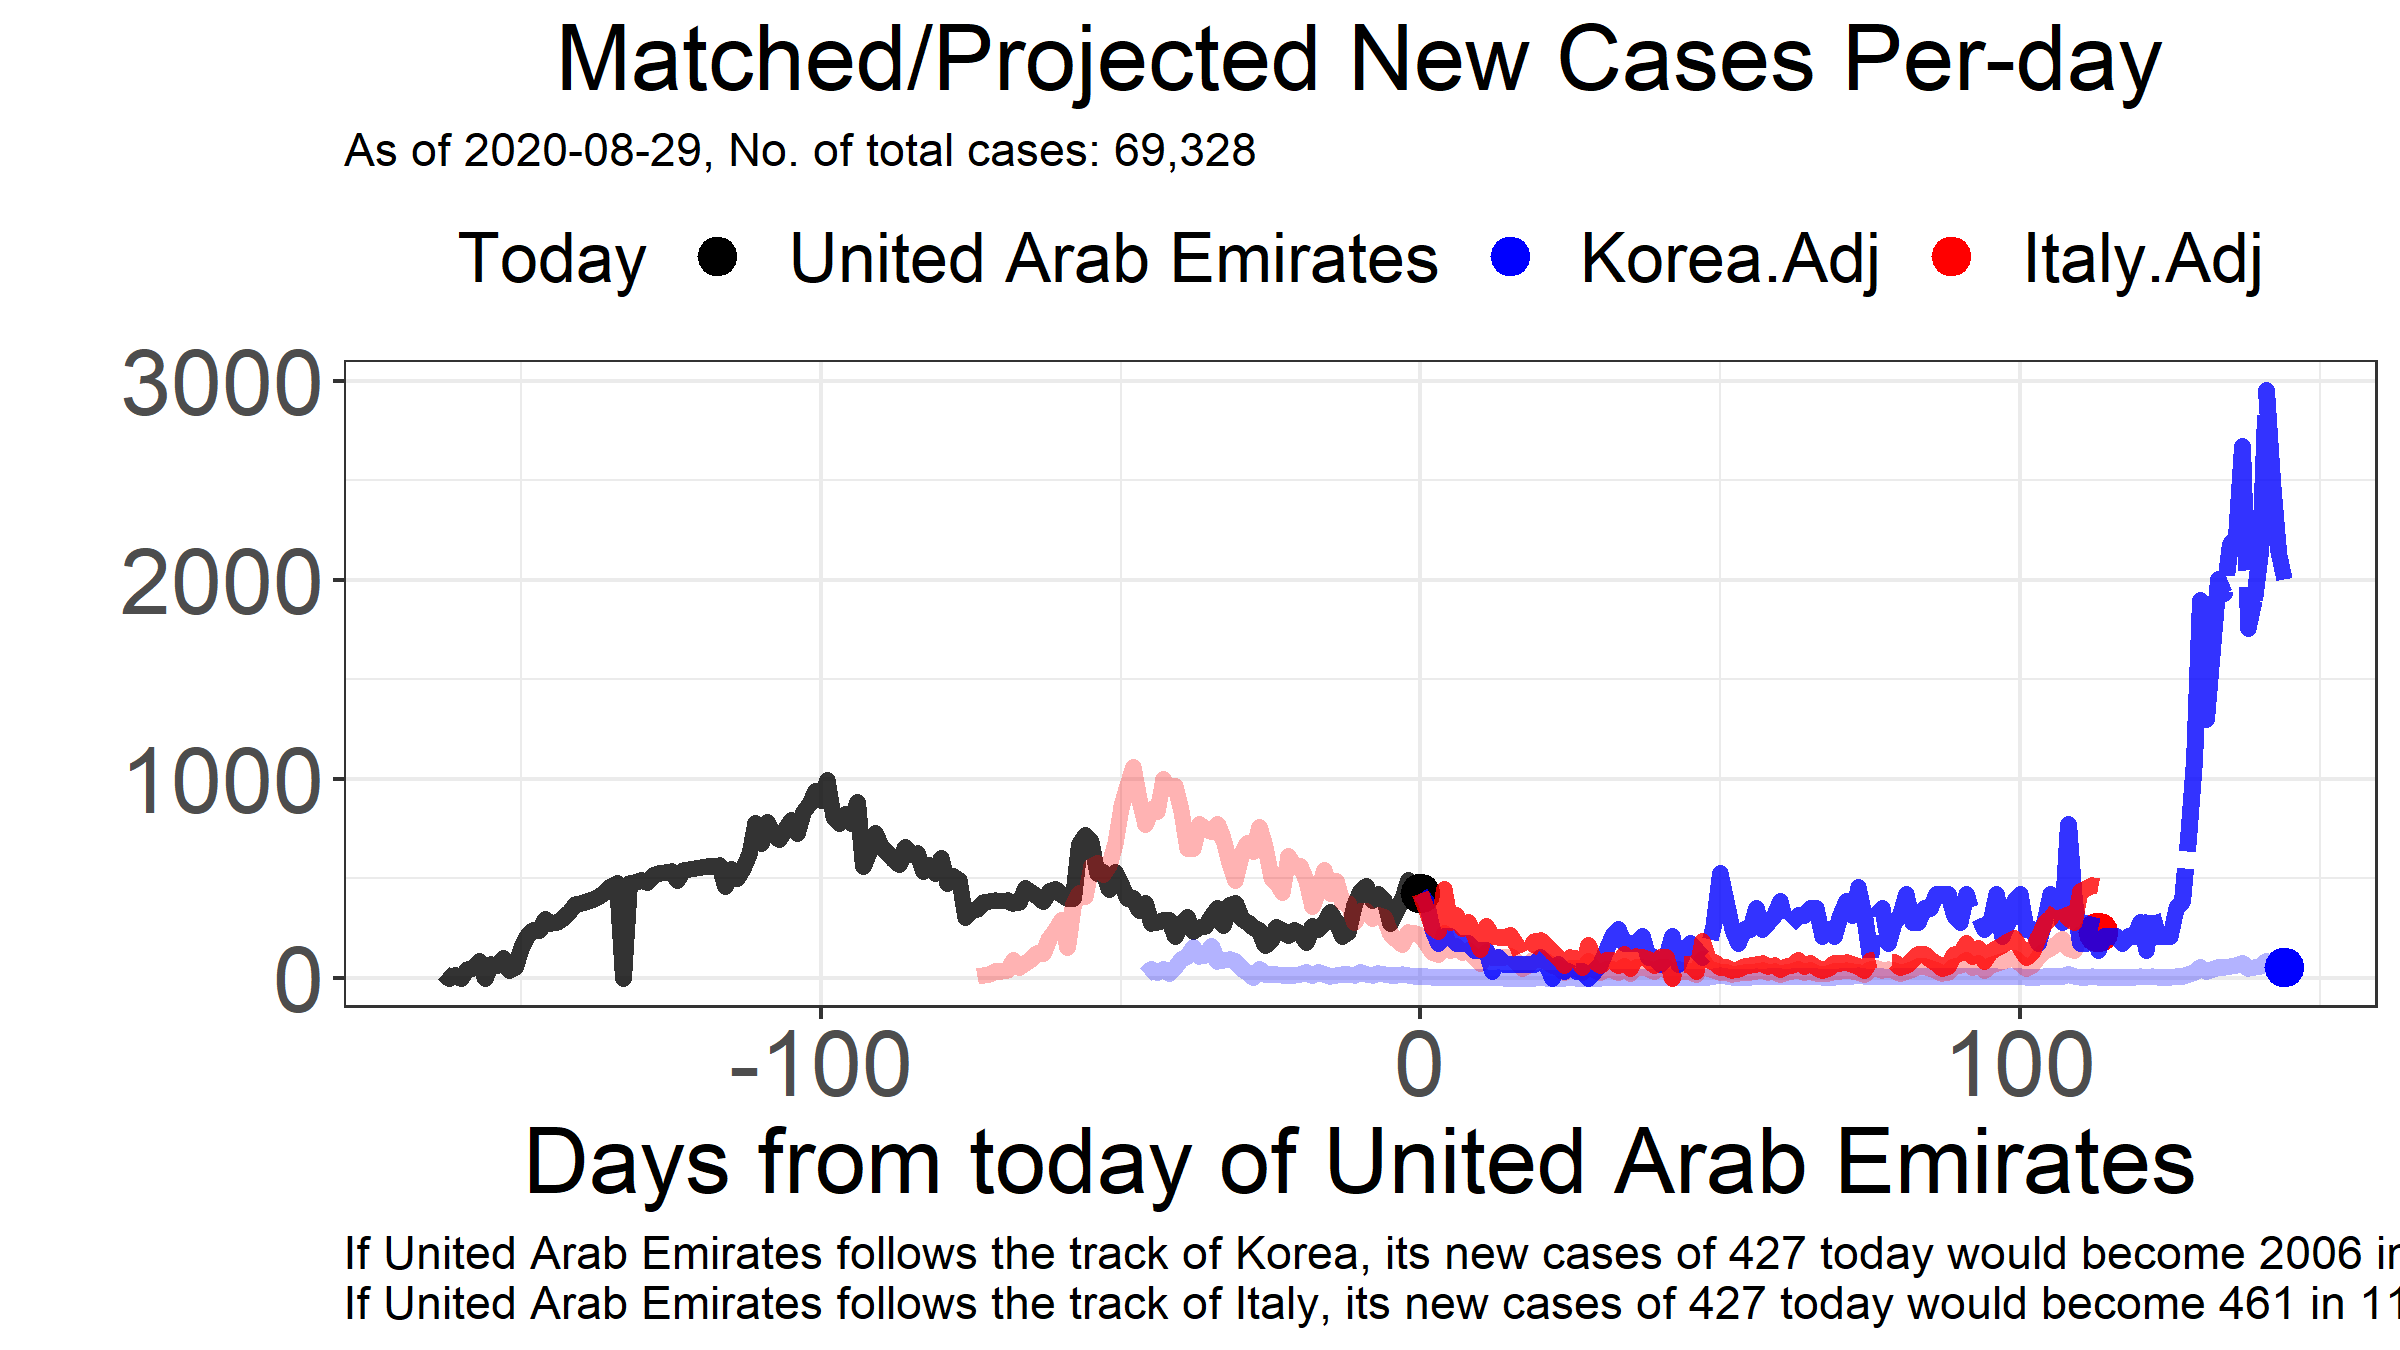 Matched/Projected New Cases Per-day
As of 2020-08-29, No. of total cases: 69,328
Today United Arab Emirates Korea.Adj Italy.Adj
3000
2000
1000
0
-100 0 100
Days from today of United Arab Emirates
If United Arab Emirates follows the track of Korea, its new cases of 427 today would become 2006 in
If United Arab Emirates follows the track of Italy, its new cases of 427 today would become 461 in 11